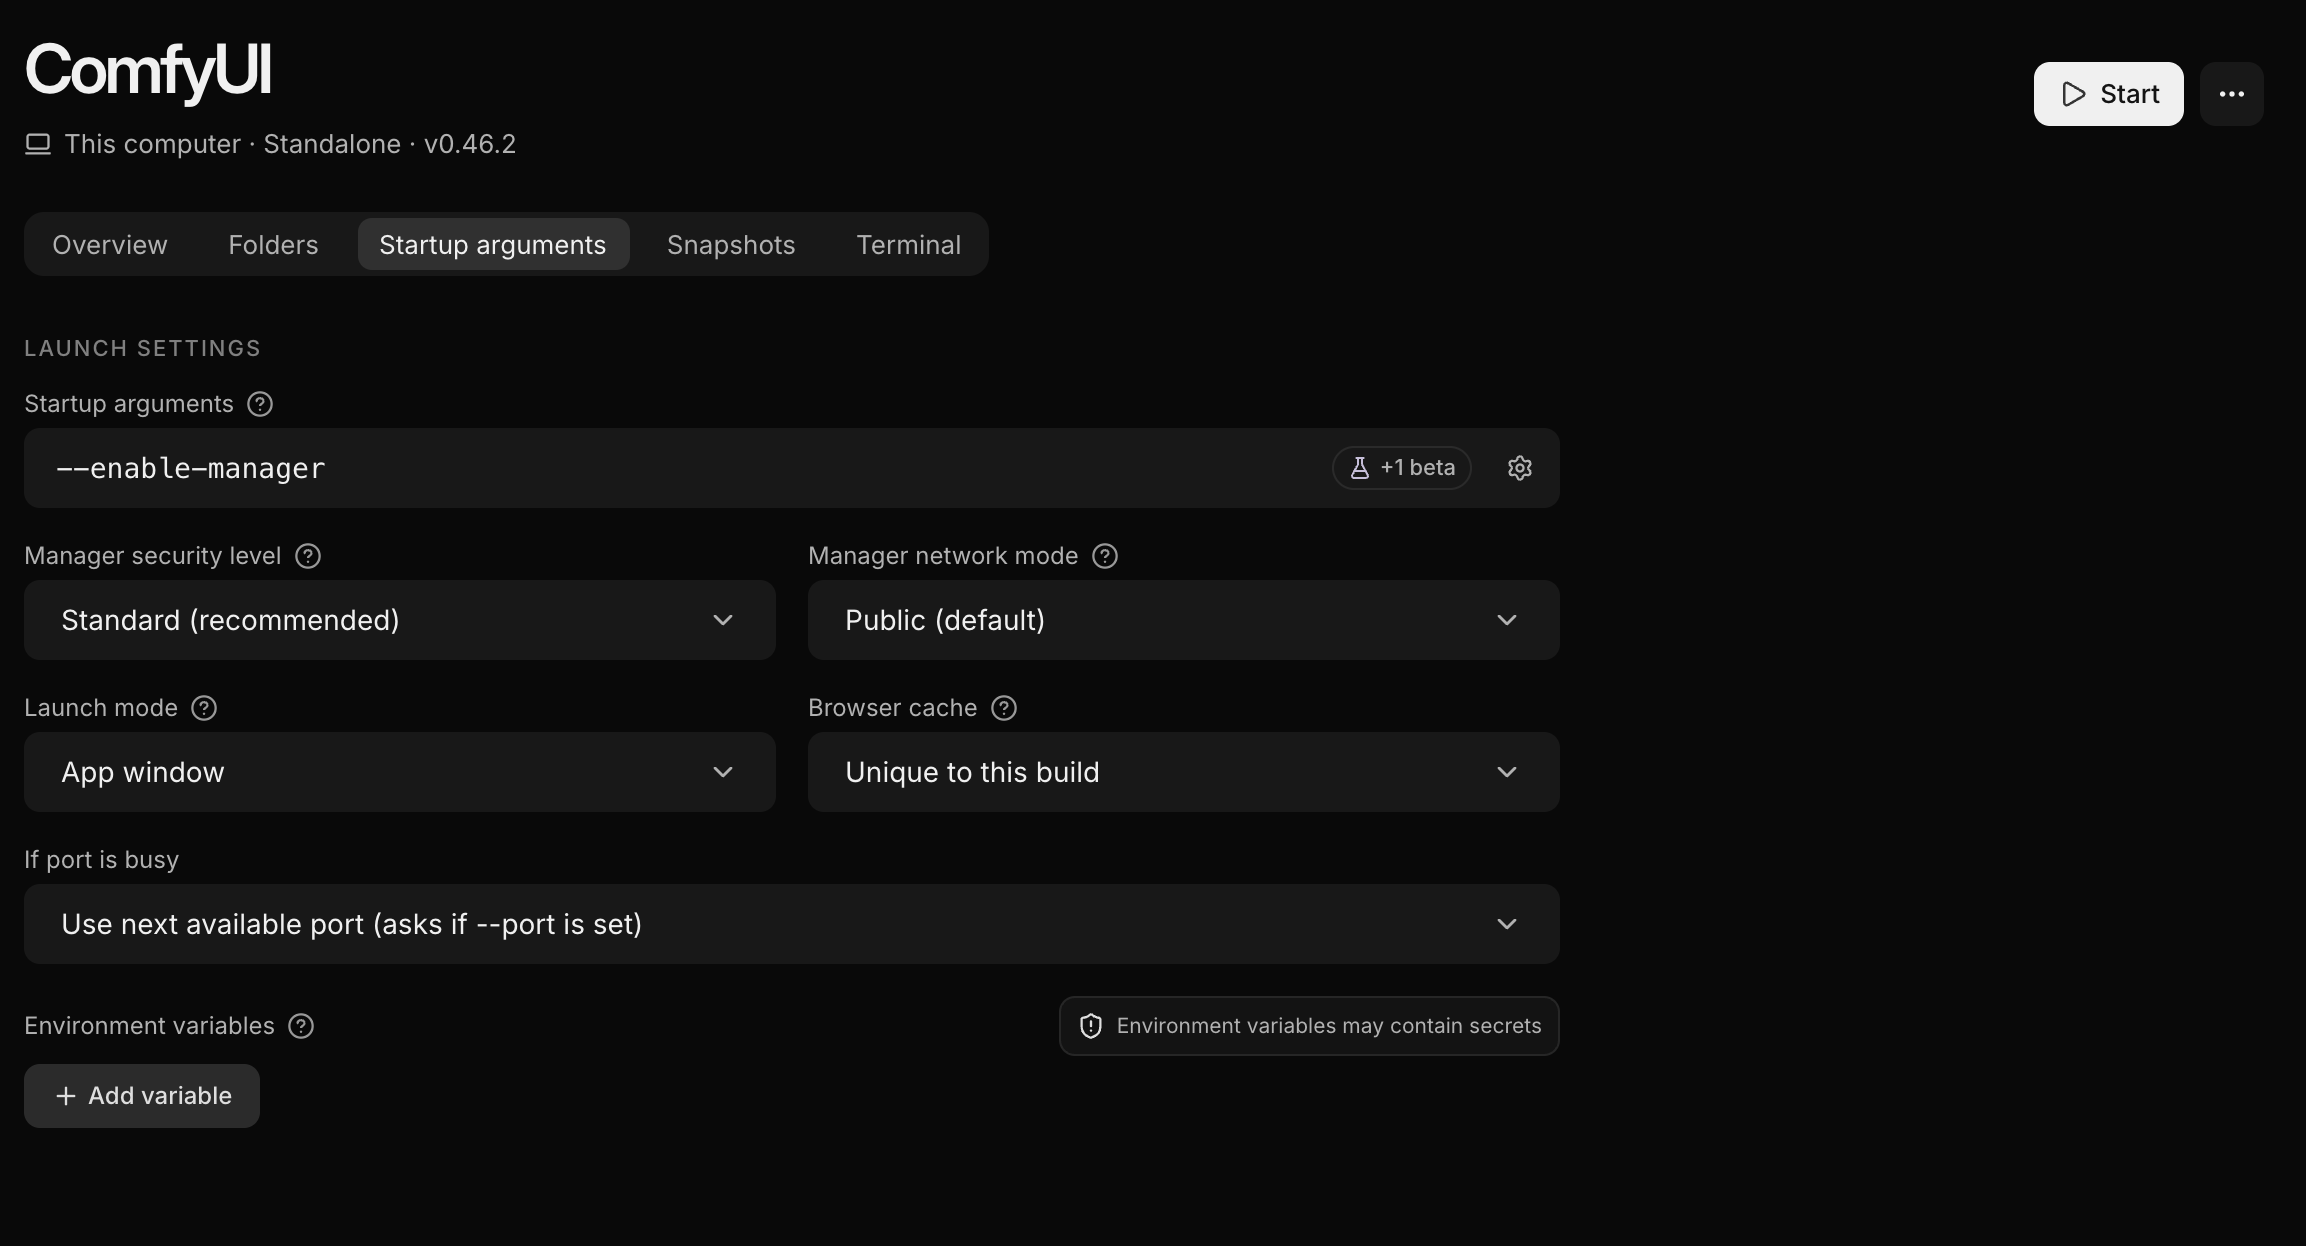 ComfyUI
This computer · Standalone · v0.46.2
Start
Overview Folders Startup arguments Snapshots Terminal
LAUNCH SETTINGS
Startup arguments
--enable-manager
+1 beta
Manager security level
Manager network mode
Standard (recommended)
Public (default)
Launch mode
Browser cache
App window
Unique to this build
If port is busy
Use next available port (asks if --port is set)
Environment variables
Environment variables may contain secrets
+ Add variable